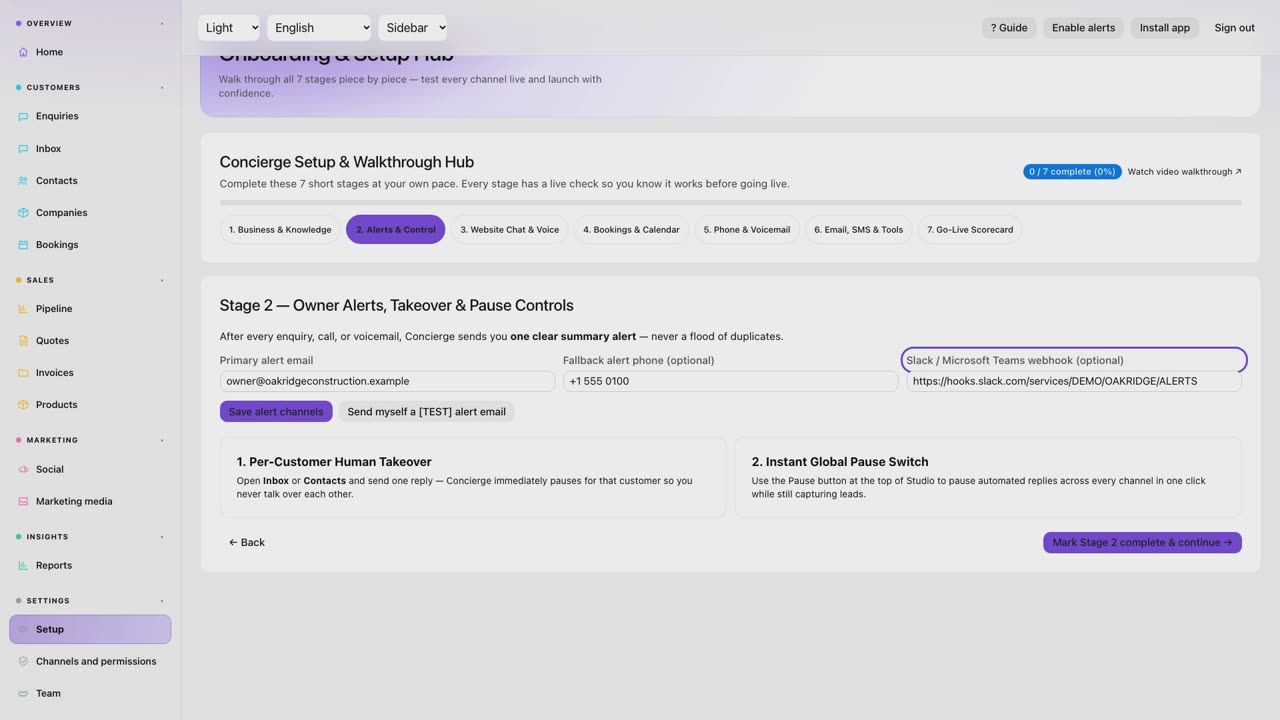 OVERVIEW
Home
CUSTOMERS
Enquiries
Inbox
Contacts
Companies
Bookings
SALES
Pipeline
Quotes
Invoices
Products
MARKETING
Social
Marketing media
INSIGHTS
Reports
SETTINGS
Setup
Channels and permissions
Team
Light
English
Sidebar
? Guide
Enable alerts
Install app
Sign out
Onboarding & Setup Hub
Walk through all 7 stages piece by piece — test every channel live and launch with
confidence.
Concierge Setup & Walkthrough Hub
Complete these 7 short stages at your own pace. Every stage has a live check so you know it works before going live.
0 / 7 complete (0%)
Watch video walkthrough ↗
1. Business & Knowledge
2. Alerts & Control
3. Website Chat & Voice
4. Bookings & Calendar
5. Phone & Voicemail
6. Email, SMS & Tools
7. Go-Live Scorecard
Stage 2 — Owner Alerts, Takeover & Pause Controls
After every enquiry, call, or voicemail, Concierge sends you one clear summary alert — never a flood of duplicates.
Primary alert email
owner@oakridgeconstruction.example
Fallback alert phone (optional)
+1 555 0100
Slack / Microsoft Teams webhook (optional)
https://hooks.slack.com/services/DEMO/OAKRIDGE/ALERTS
Save alert channels
Send myself a [TEST] alert email
1. Per-Customer Human Takeover
Open Inbox or Contacts and send one reply — Concierge immediately pauses for that customer so you
never talk over each other.
2. Instant Global Pause Switch
Use the Pause button at the top of Studio to pause automated replies across every channel in one click
while still capturing leads.
← Back
Mark Stage 2 complete & continue →